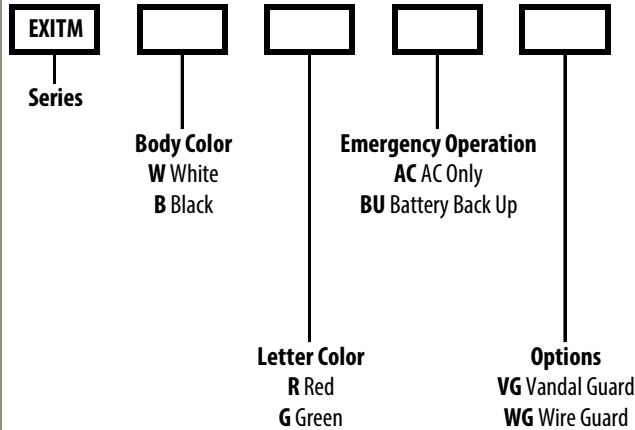 EXITM
Series
Body Color
W White
B Black
Emergency Operation
AC AC Only
BU Battery Back Up
Letter Color
R Red
G Green
Options
VG Vandal Guard
WG Wire Guard